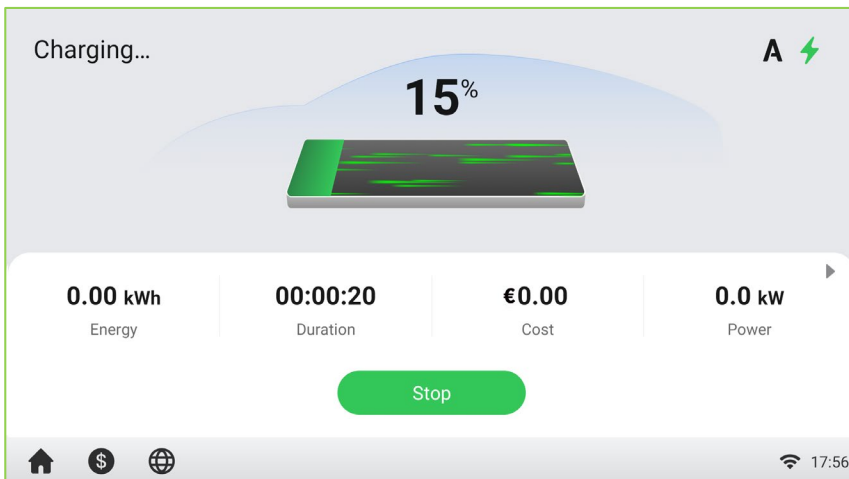 Charging…
A
15%
0.00 kWh
Energy
00:00:20
Duration
€0.00
Cost
0.0 kW
Power
Stop
$
17:56